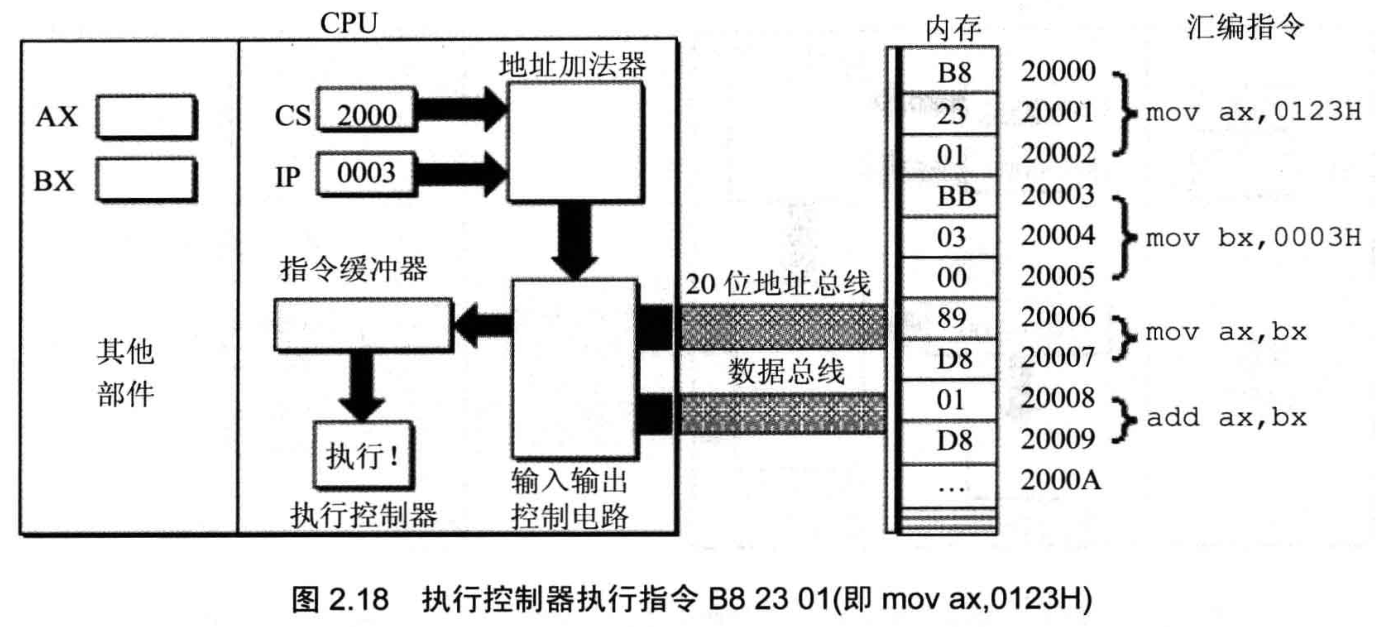 CPU
内存
汇编指令
地址加法器
AX
BX
CS
2000
IP
0003
指令缓冲器
其他
部件
执行！
执行控制器
输入输出
控制电路
20 位地址总线
数据总线
B8 20000
23 20001
01 20002
mov ax,0123H
BB 20003
03 20004
00 20005
mov bx,0003H
89 20006
D8 20007
mov ax,bx
01 20008
D8 20009
add ax,bx
… 2000A
图 2.18 执行控制器执行指令 B8 23 01(即 mov ax,0123H)